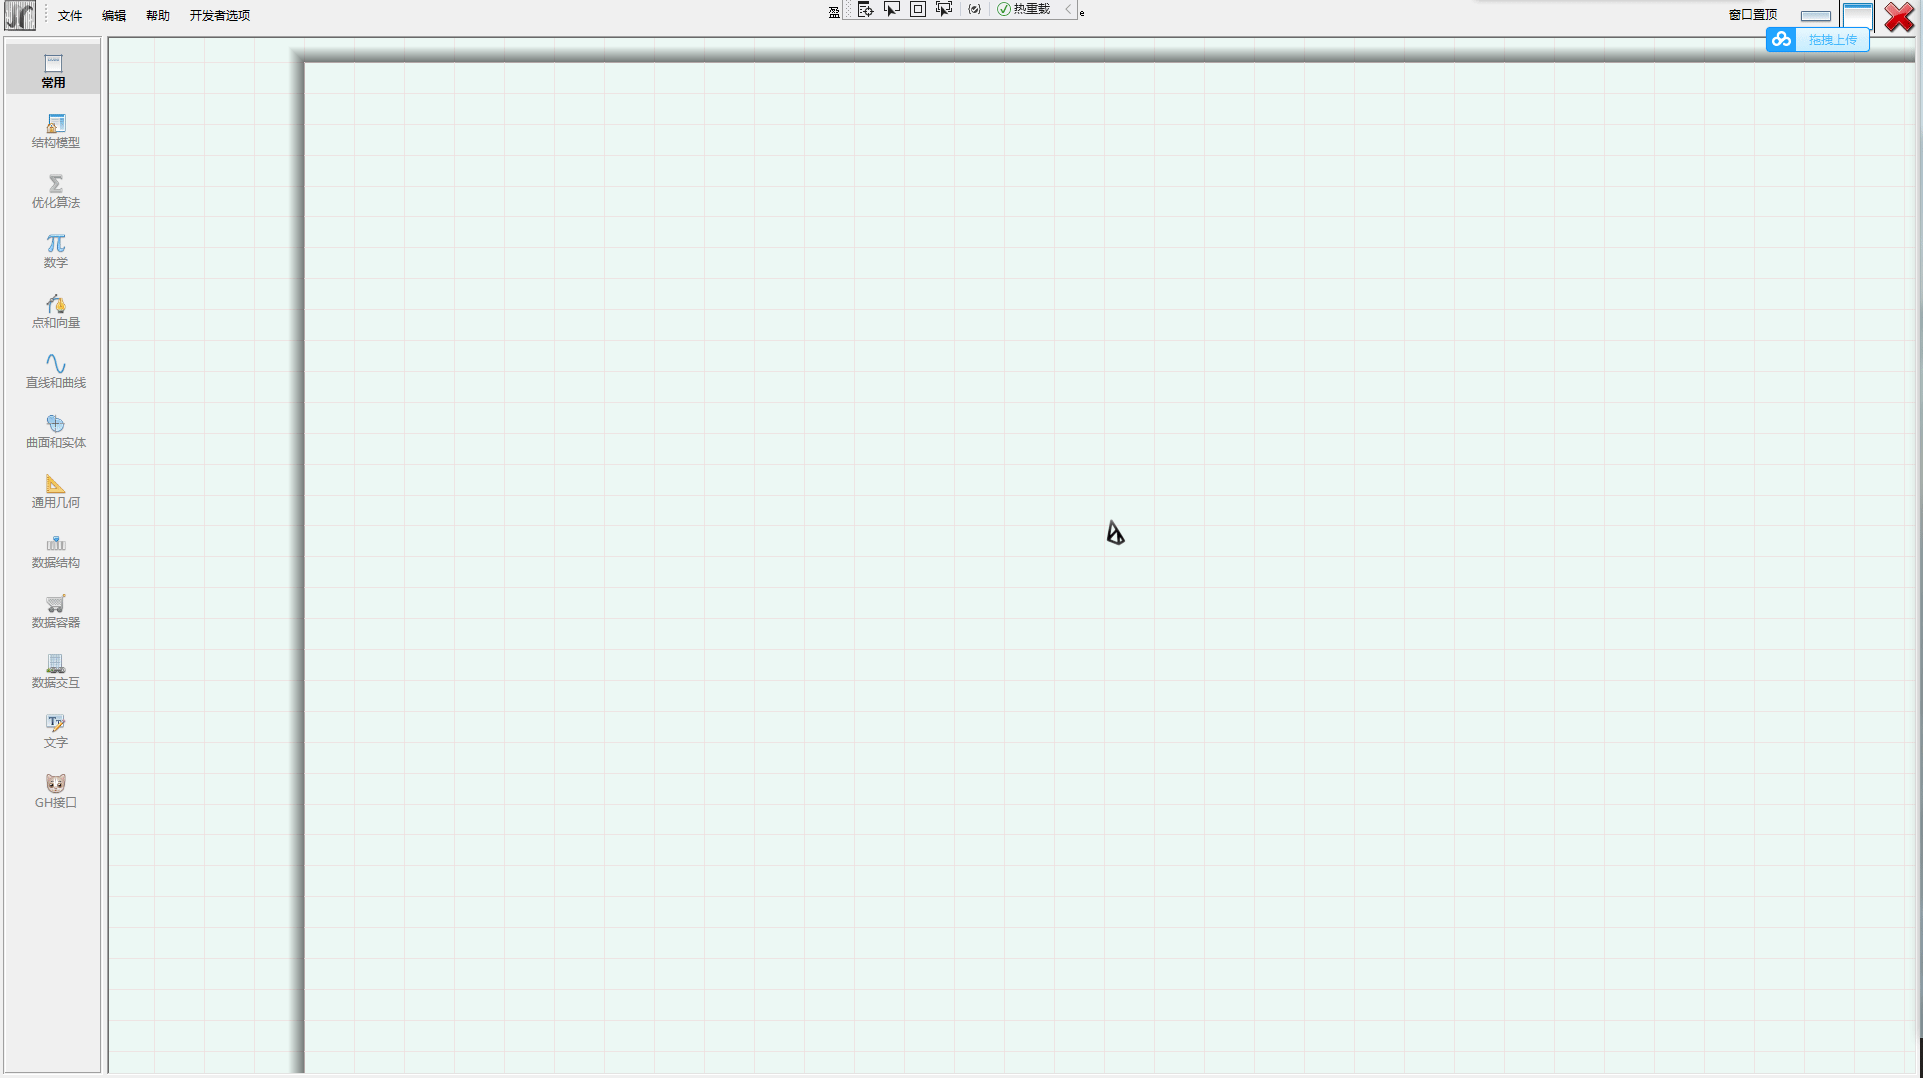 文件 编辑 帮助 开发者选项
热重载
窗口置顶
拖拽上传
常用
结构模型
优化算法
数学
点和向量
直线和曲线
曲面和实体
通用几何
数据结构
数据容器
数据交互
文字
GH接口